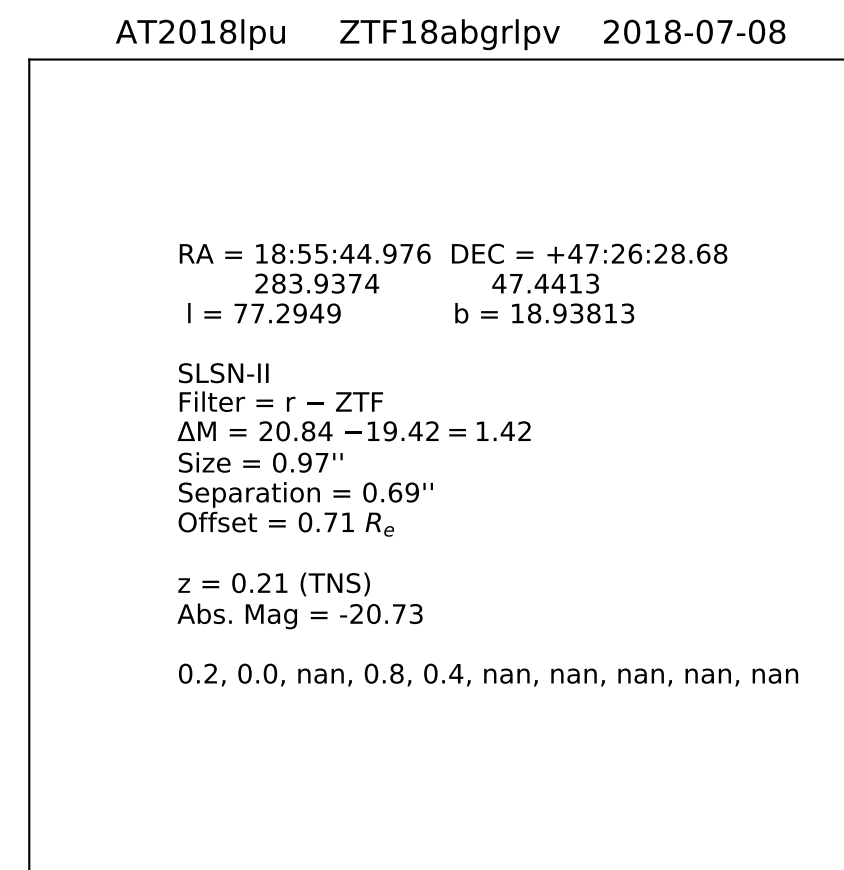 AT2018lpu ZTF18abgrlpv 2018-07-08
RA = 18:55:44.976 DEC = +47:26:28.68
283.9374 47.4413
l = 77.2949 b = 18.93813
SLSN-II
Filter = r − ZTF
ΔM = 20.84 −19.42 = 1.42
Size = 0.97''
Separation = 0.69''
Offset = 0.71 Re
z = 0.21 (TNS)
Abs. Mag = -20.73
0.2, 0.0, nan, 0.8, 0.4, nan, nan, nan, nan, nan